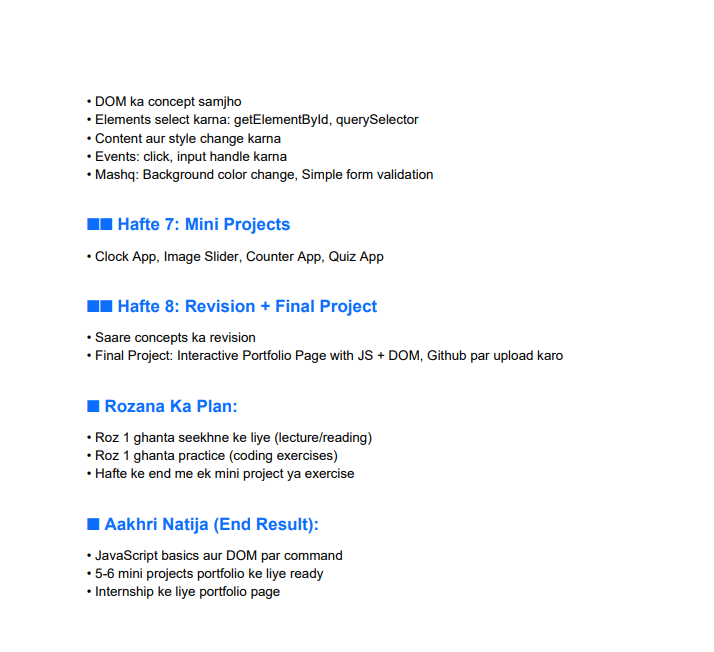 • DOM ka concept samjho
• Elements select karna: getElementById, querySelector
• Content aur style change karna
• Events: click, input handle karna
• Mashq: Background color change, Simple form validation
■■ Hafte 7: Mini Projects
• Clock App, Image Slider, Counter App, Quiz App
■■ Hafte 8: Revision + Final Project
• Saare concepts ka revision
• Final Project: Interactive Portfolio Page with JS + DOM, Github par upload karo
■ Rozana Ka Plan:
• Roz 1 ghanta seekhne ke liye (lecture/reading)
• Roz 1 ghanta practice (coding exercises)
• Hafte ke end me ek mini project ya exercise
■ Aakhri Natija (End Result):
• JavaScript basics aur DOM par command
• 5-6 mini projects portfolio ke liye ready
• Internship ke liye portfolio page